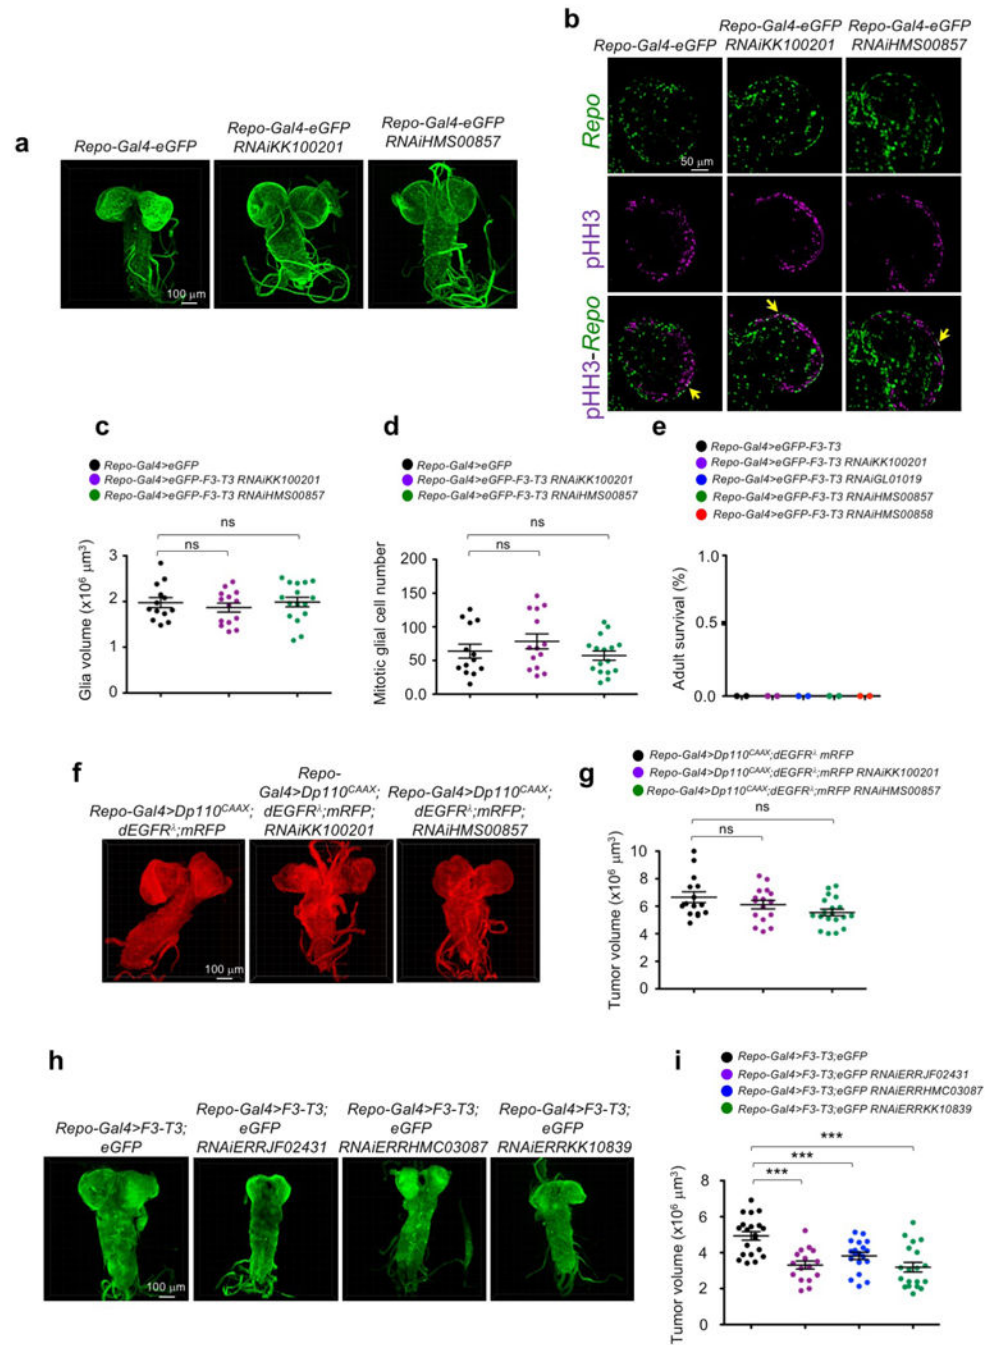 a
Repo-Gal4-eGFP
Repo-Gal4-eGFP
RNAiKK100201
Repo-Gal4-eGFP
RNAiHMS00857
100 μm
b
Repo-Gal4-eGFP
Repo-Gal4-eGFP
RNAiKK100201
Repo-Gal4-eGFP
RNAiHMS00857
Repo
50 μm
pHH3
pHH3-Repo
c
Repo-Gal4>eGFP
Repo-Gal4>eGFP-F3-T3 RNAiKK100201
Repo-Gal4>eGFP-F3-T3 RNAiHMS00857
ns
ns
Glia volume (x10⁶ μm³)
3
2
1
0
d
Repo-Gal4>eGFP
Repo-Gal4>eGFP-F3-T3 RNAiKK100201
Repo-Gal4>eGFP-F3-T3 RNAiHMS00857
ns
ns
Mitotic glial cell number
200
150
100
50
0.0
e
Repo-Gal4>eGFP-F3-T3
Repo-Gal4>eGFP-F3-T3 RNAiKK100201
Repo-Gal4>eGFP-F3-T3 RNAiGL01019
Repo-Gal4>eGFP-F3-T3 RNAiHMS00857
Repo-Gal4>eGFP-F3-T3 RNAiHMS00858
Adult survival (%)
1.0
0.5
0.0
f
Repo-Gal4>Dp110ᶜᴬᴬˣ;
dEGFRλ;mRFP
Repo-
Gal4>Dp110ᶜᴬᴬˣ;
dEGFRλ;mRFP;
RNAiKK100201
Repo-Gal4>Dp110ᶜᴬᴬˣ;
dEGFRλ;mRFP;
RNAiHMS00857
100 μm
g
Repo-Gal4>Dp110ᶜᴬᴬˣ;dEGFRλ mRFP
Repo-Gal4>Dp110ᶜᴬᴬˣ;dEGFRλ;mRFP RNAiKK100201
Repo-Gal4>Dp110ᶜᴬᴬˣ;dEGFRλ;mRFP RNAiHMS00857
ns
ns
Tumor volume (x10⁶ μm³)
10
8
6
4
2
0
h
Repo-Gal4>F3-T3;
eGFP
Repo-Gal4>F3-T3;
eGFP
RNAiERRJF02431
Repo-Gal4>F3-T3;
eGFP
RNAiERRHMC03087
Repo-Gal4>F3-T3;
eGFP
RNAiERRKK10839
100 μm
i
Repo-Gal4>F3-T3;eGFP
Repo-Gal4>F3-T3;eGFP RNAiERRJF02431
Repo-Gal4>F3-T3;eGFP RNAiERRHMC03087
Repo-Gal4>F3-T3;eGFP RNAiERRKK10839
***
***
***
Tumor volume (x10⁶ μm³)
8
6
4
2
0